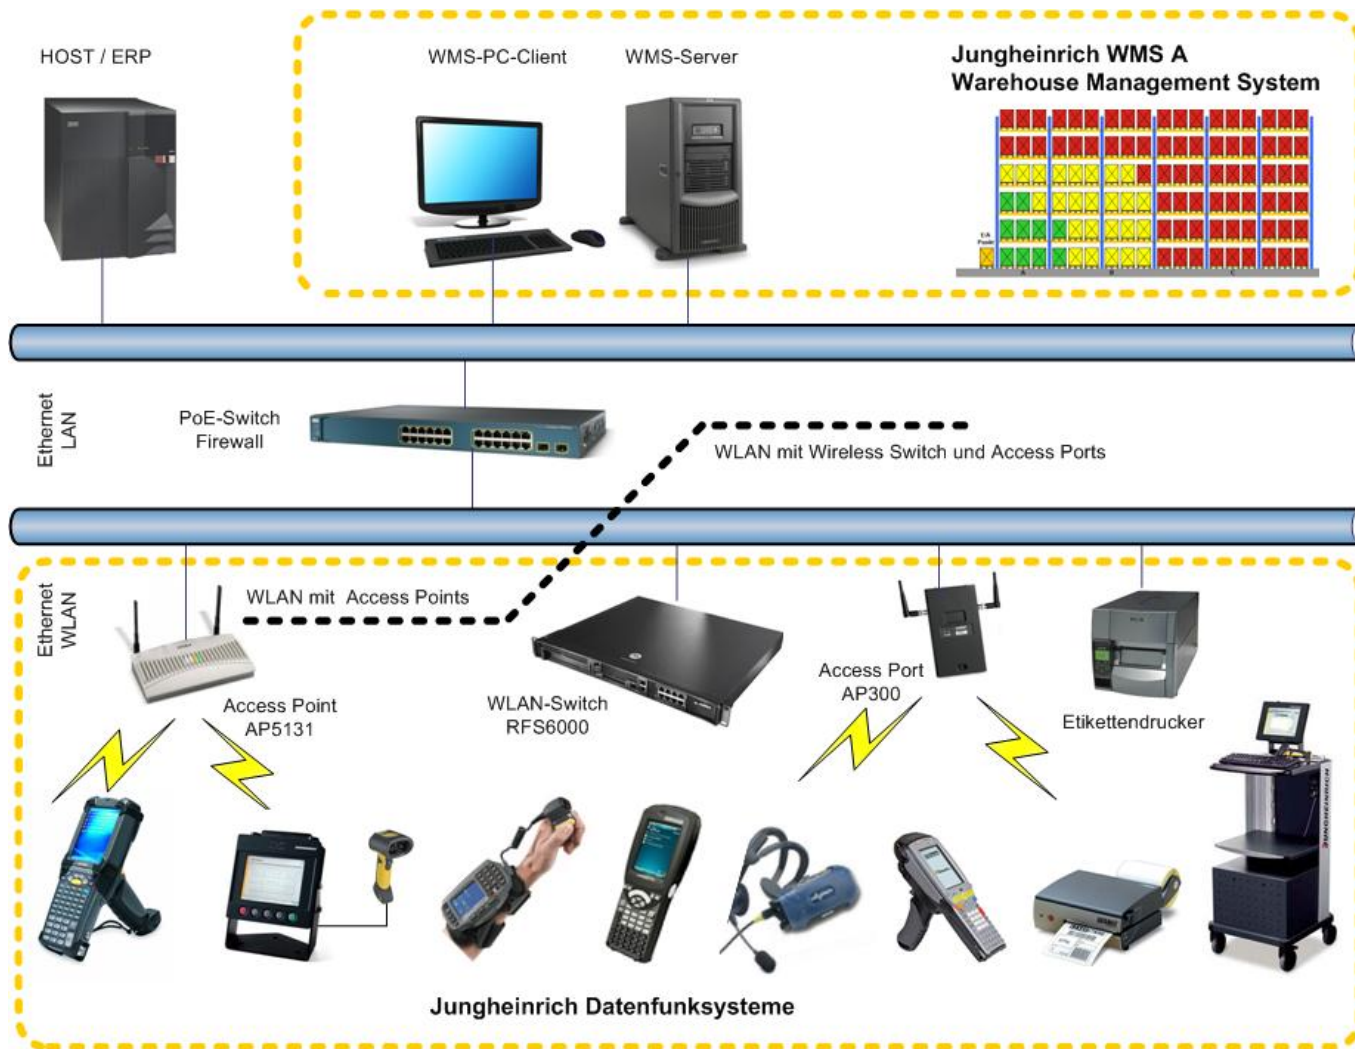 HOST / ERP
WMS-PC-Client
WMS-Server
Jungheinrich WMS A
Warehouse Management System
A
B
C
Ethernet
LAN
PoE-Switch
Firewall
WLAN mit Wireless Switch und Access Ports
Ethernet
WLAN
WLAN mit Access Points
Access Point
AP5131
WLAN-Switch
RFS6000
Access Port
AP300
Etikettendrucker
JUNGHEINRICH
Jungheinrich Datenfunksysteme